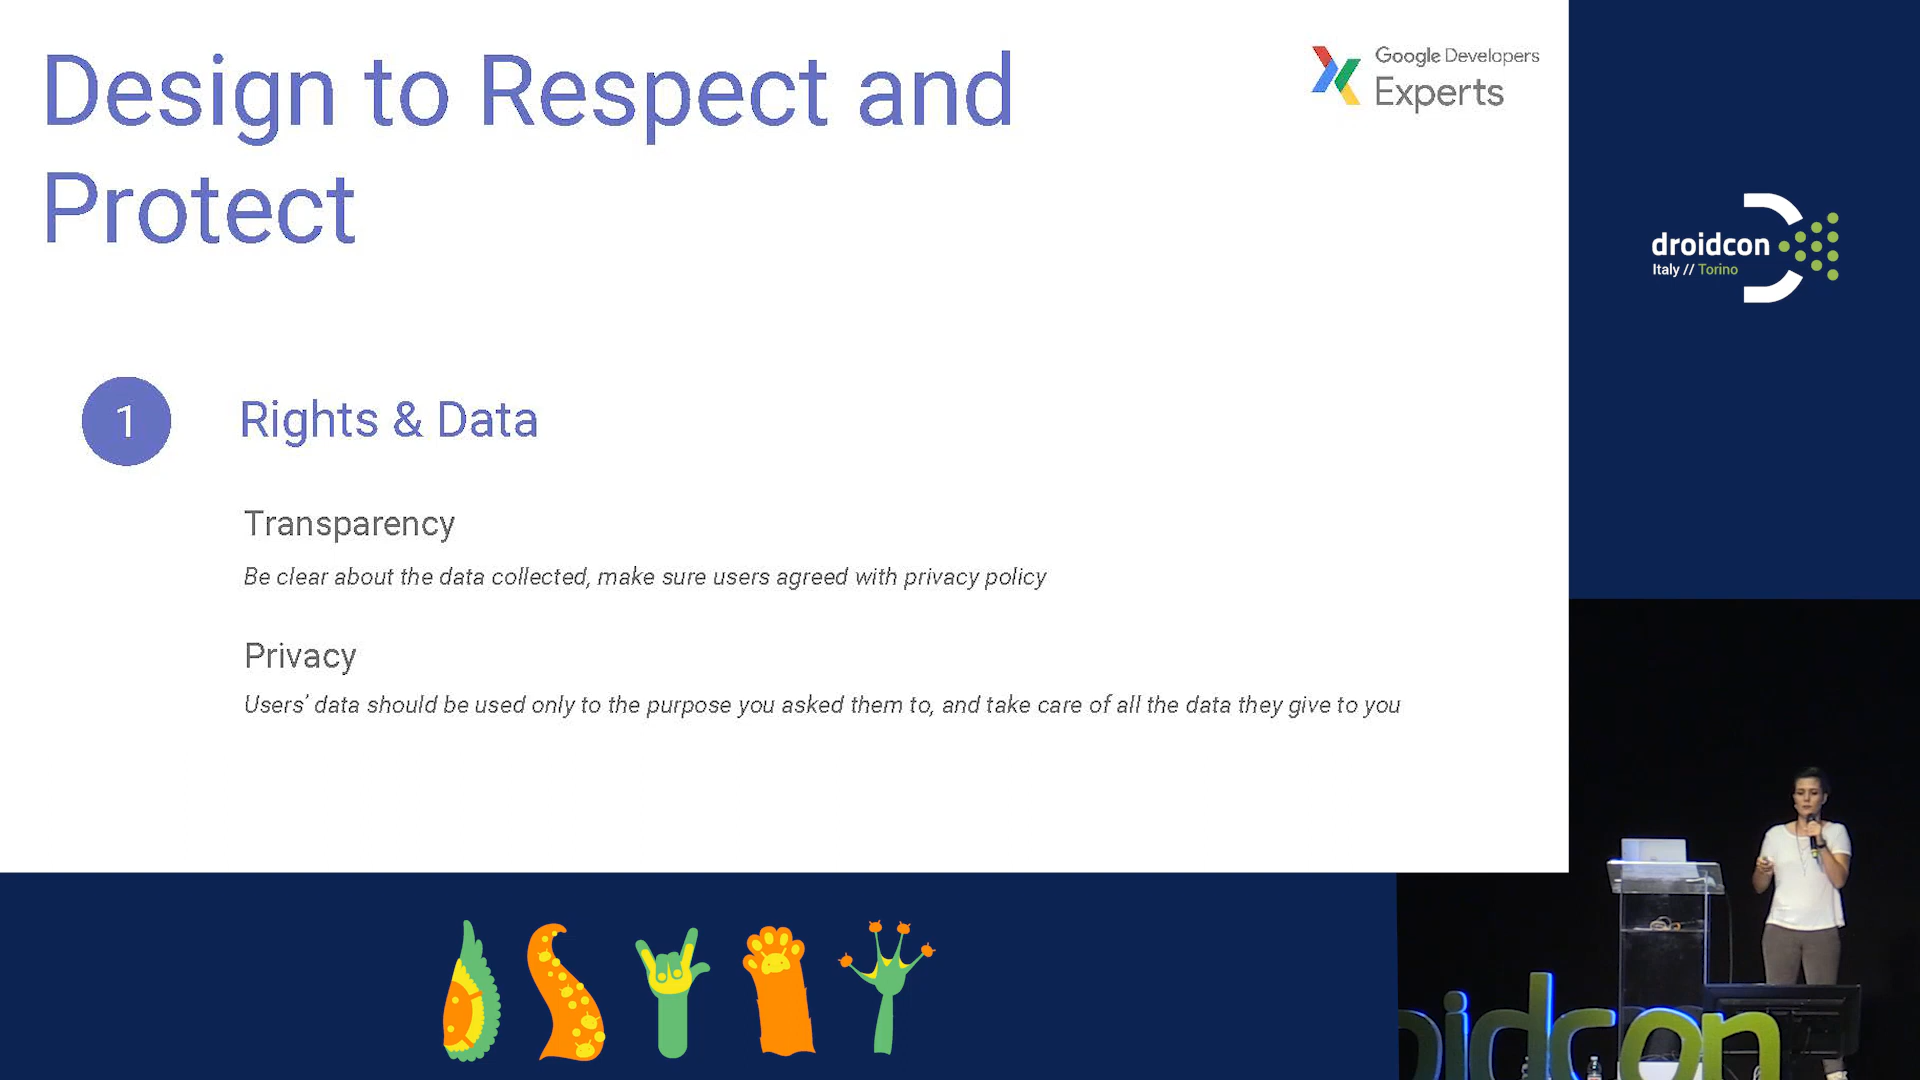 Design to Respect and
Protect
Google Developers
Experts
1
Rights & Data
Transparency
Be clear about the data collected, make sure users agreed with privacy policy
Privacy
Users' data should be used only to the purpose you asked them to, and take care of all the data they give to you
droidcon
Italy // Torino
oidcon